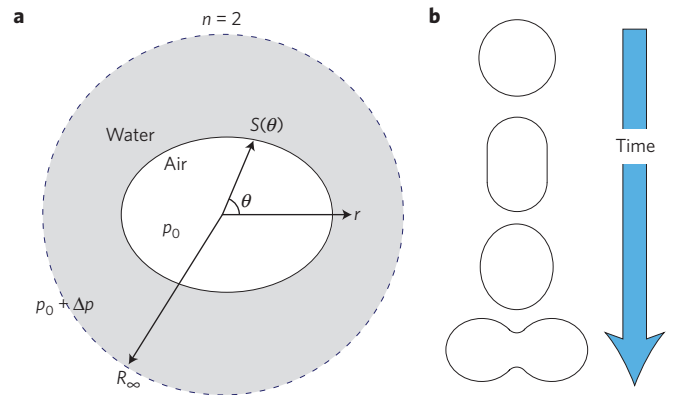 a
n = 2
Water
S(θ)
Air
θ
r
p₀
p₀ + Δp
R∞
b
Time